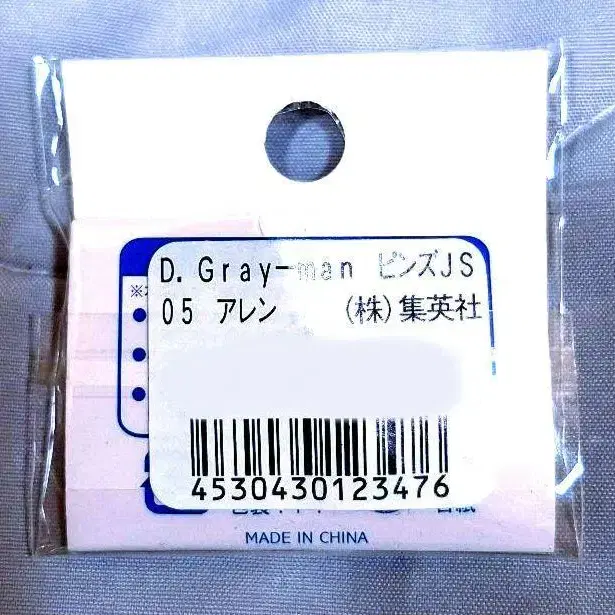 D.Gray-man ピンズJS
05 アレン (株)集英社
4530430123476
MADE IN CHINA